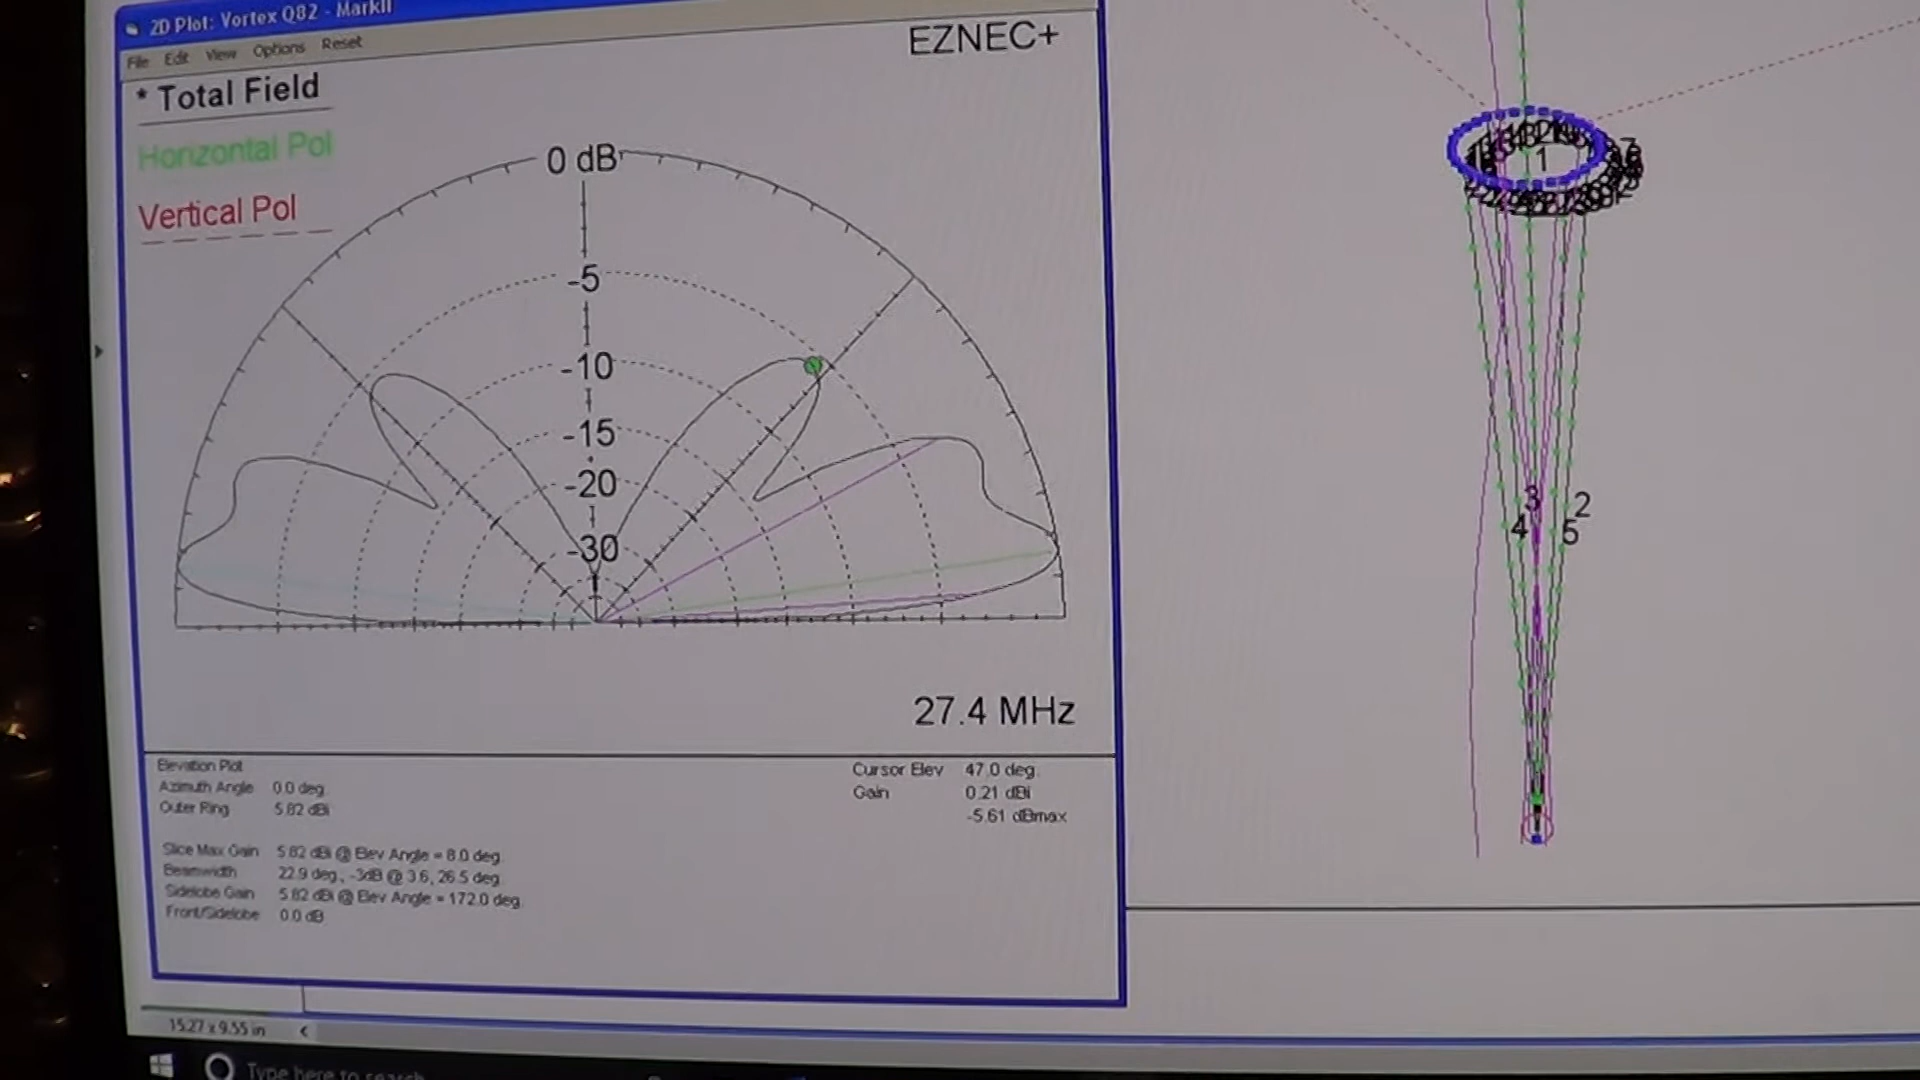 2D Plot: Vortex Q82 - MarkII
File Edit View Options Reset
EZNEC+
* Total Field
Horizontal Pol
Vertical Pol
0 dB
-5
-10
-15
-20
-30
27.4 MHz
Elevation Plot
Azimuth Angle 0.0 deg.
Outer Ring 5.82 dBi
Cursor Elev 47.0 deg.
Gain 0.21 dBi
-5.61 dBmax
Slice Max Gain 5.82 dBi @ Elev Angle = 8.0 deg.
Beamwidth 22.9 deg., -3dB @ 3.6, 26.5 deg.
Sidelobe Gain 5.82 dBi @ Elev Angle = 172.0 deg.
Front/Sidelobe 0.0 dB
1
3
2
4
5
15.27 x 9.55 in
Type here to search